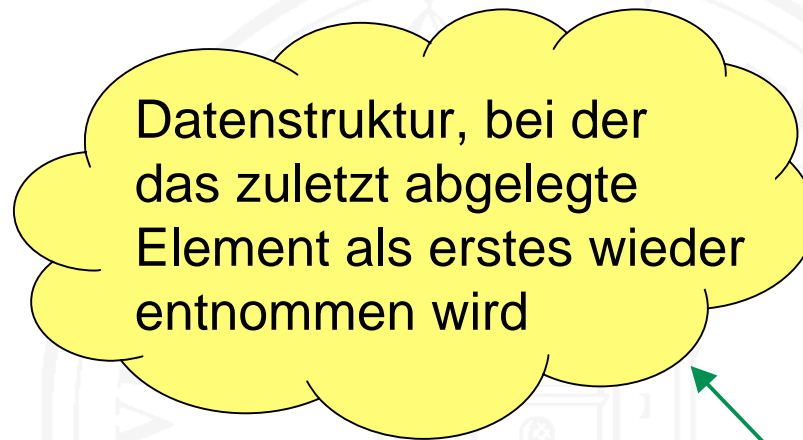 Datenstruktur, bei der
das zuletzt abgelegte
Element als erstes wieder
entnommen wird